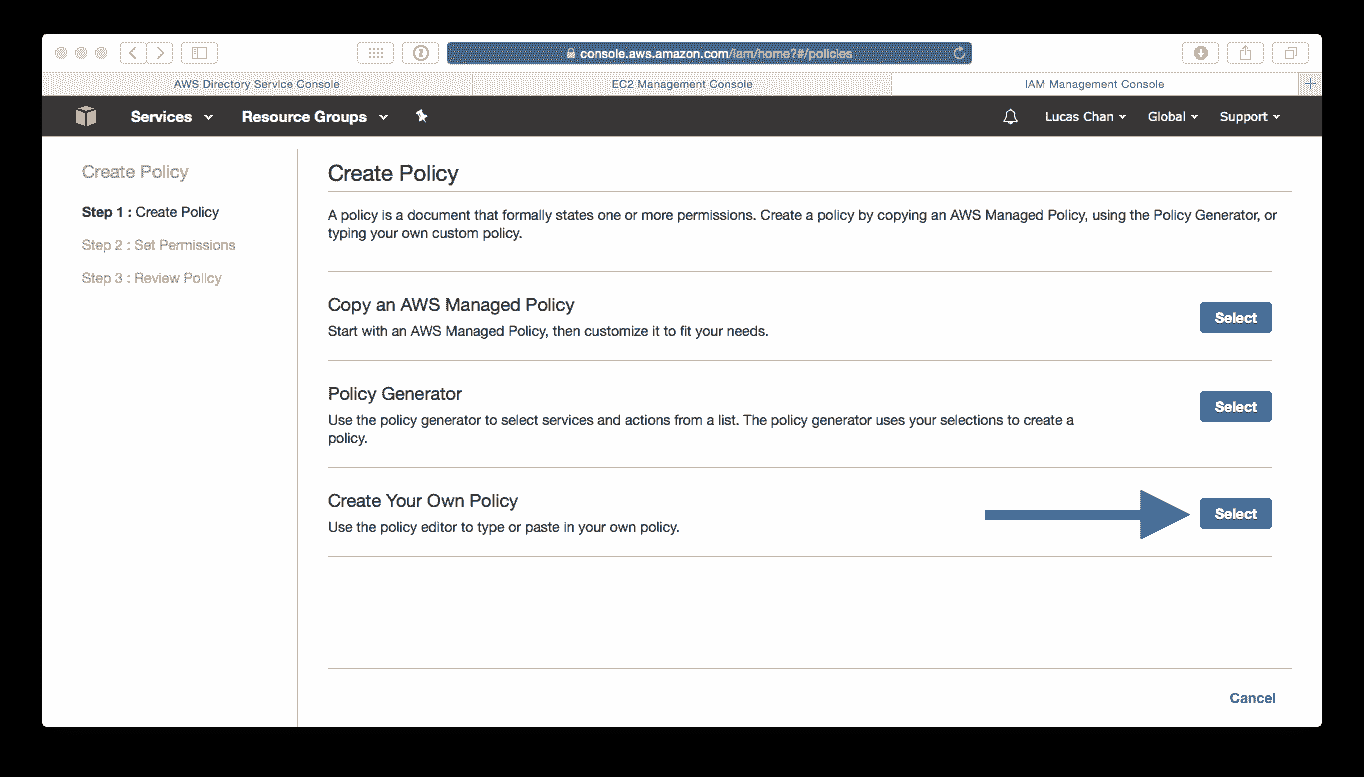 console.aws.amazon.com/iam/home?#/policies
AWS Directory Service Console
EC2 Management Console
IAM Management Console
Services
Resource Groups
Lucas Chan
Global
Support
Create Policy
Step 1 : Create Policy
Step 2 : Set Permissions
Step 3 : Review Policy
Create Policy
A policy is a document that formally states one or more permissions. Create a policy by copying an AWS Managed Policy, using the Policy Generator, or
typing your own custom policy.
Copy an AWS Managed Policy
Start with an AWS Managed Policy, then customize it to fit your needs.
Select
Policy Generator
Use the policy generator to select services and actions from a list. The policy generator uses your selections to create a
policy.
Select
Create Your Own Policy
Use the policy editor to type or paste in your own policy.
Select
Cancel